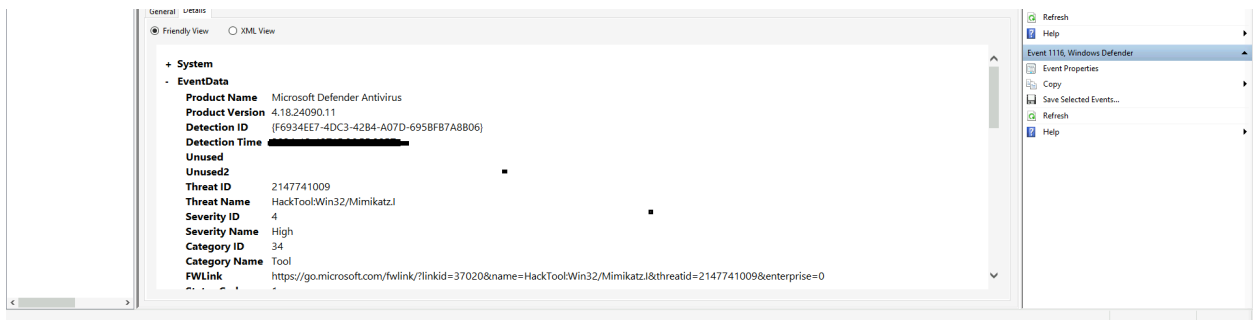 General Details
Friendly View XML View
+ System
- EventData
Product Name Microsoft Defender Antivirus
Product Version 4.18.24090.11
Detection ID {F6934EE7-4DC3-42B4-A07D-695BFB7A8B06}
Detection Time
Unused
Unused2
Threat ID 2147741009
Threat Name HackTool:Win32/Mimikatz.I
Severity ID 4
Severity Name High
Category ID 34
Category Name Tool
FWLink https://go.microsoft.com/fwlink/?linkid=37020&name=HackTool:Win32/Mimikatz.I&threatid=2147741009&enterprise=0
Refresh
Help
Event 1116, Windows Defender
Event Properties
Copy
Save Selected Events...
Refresh
Help